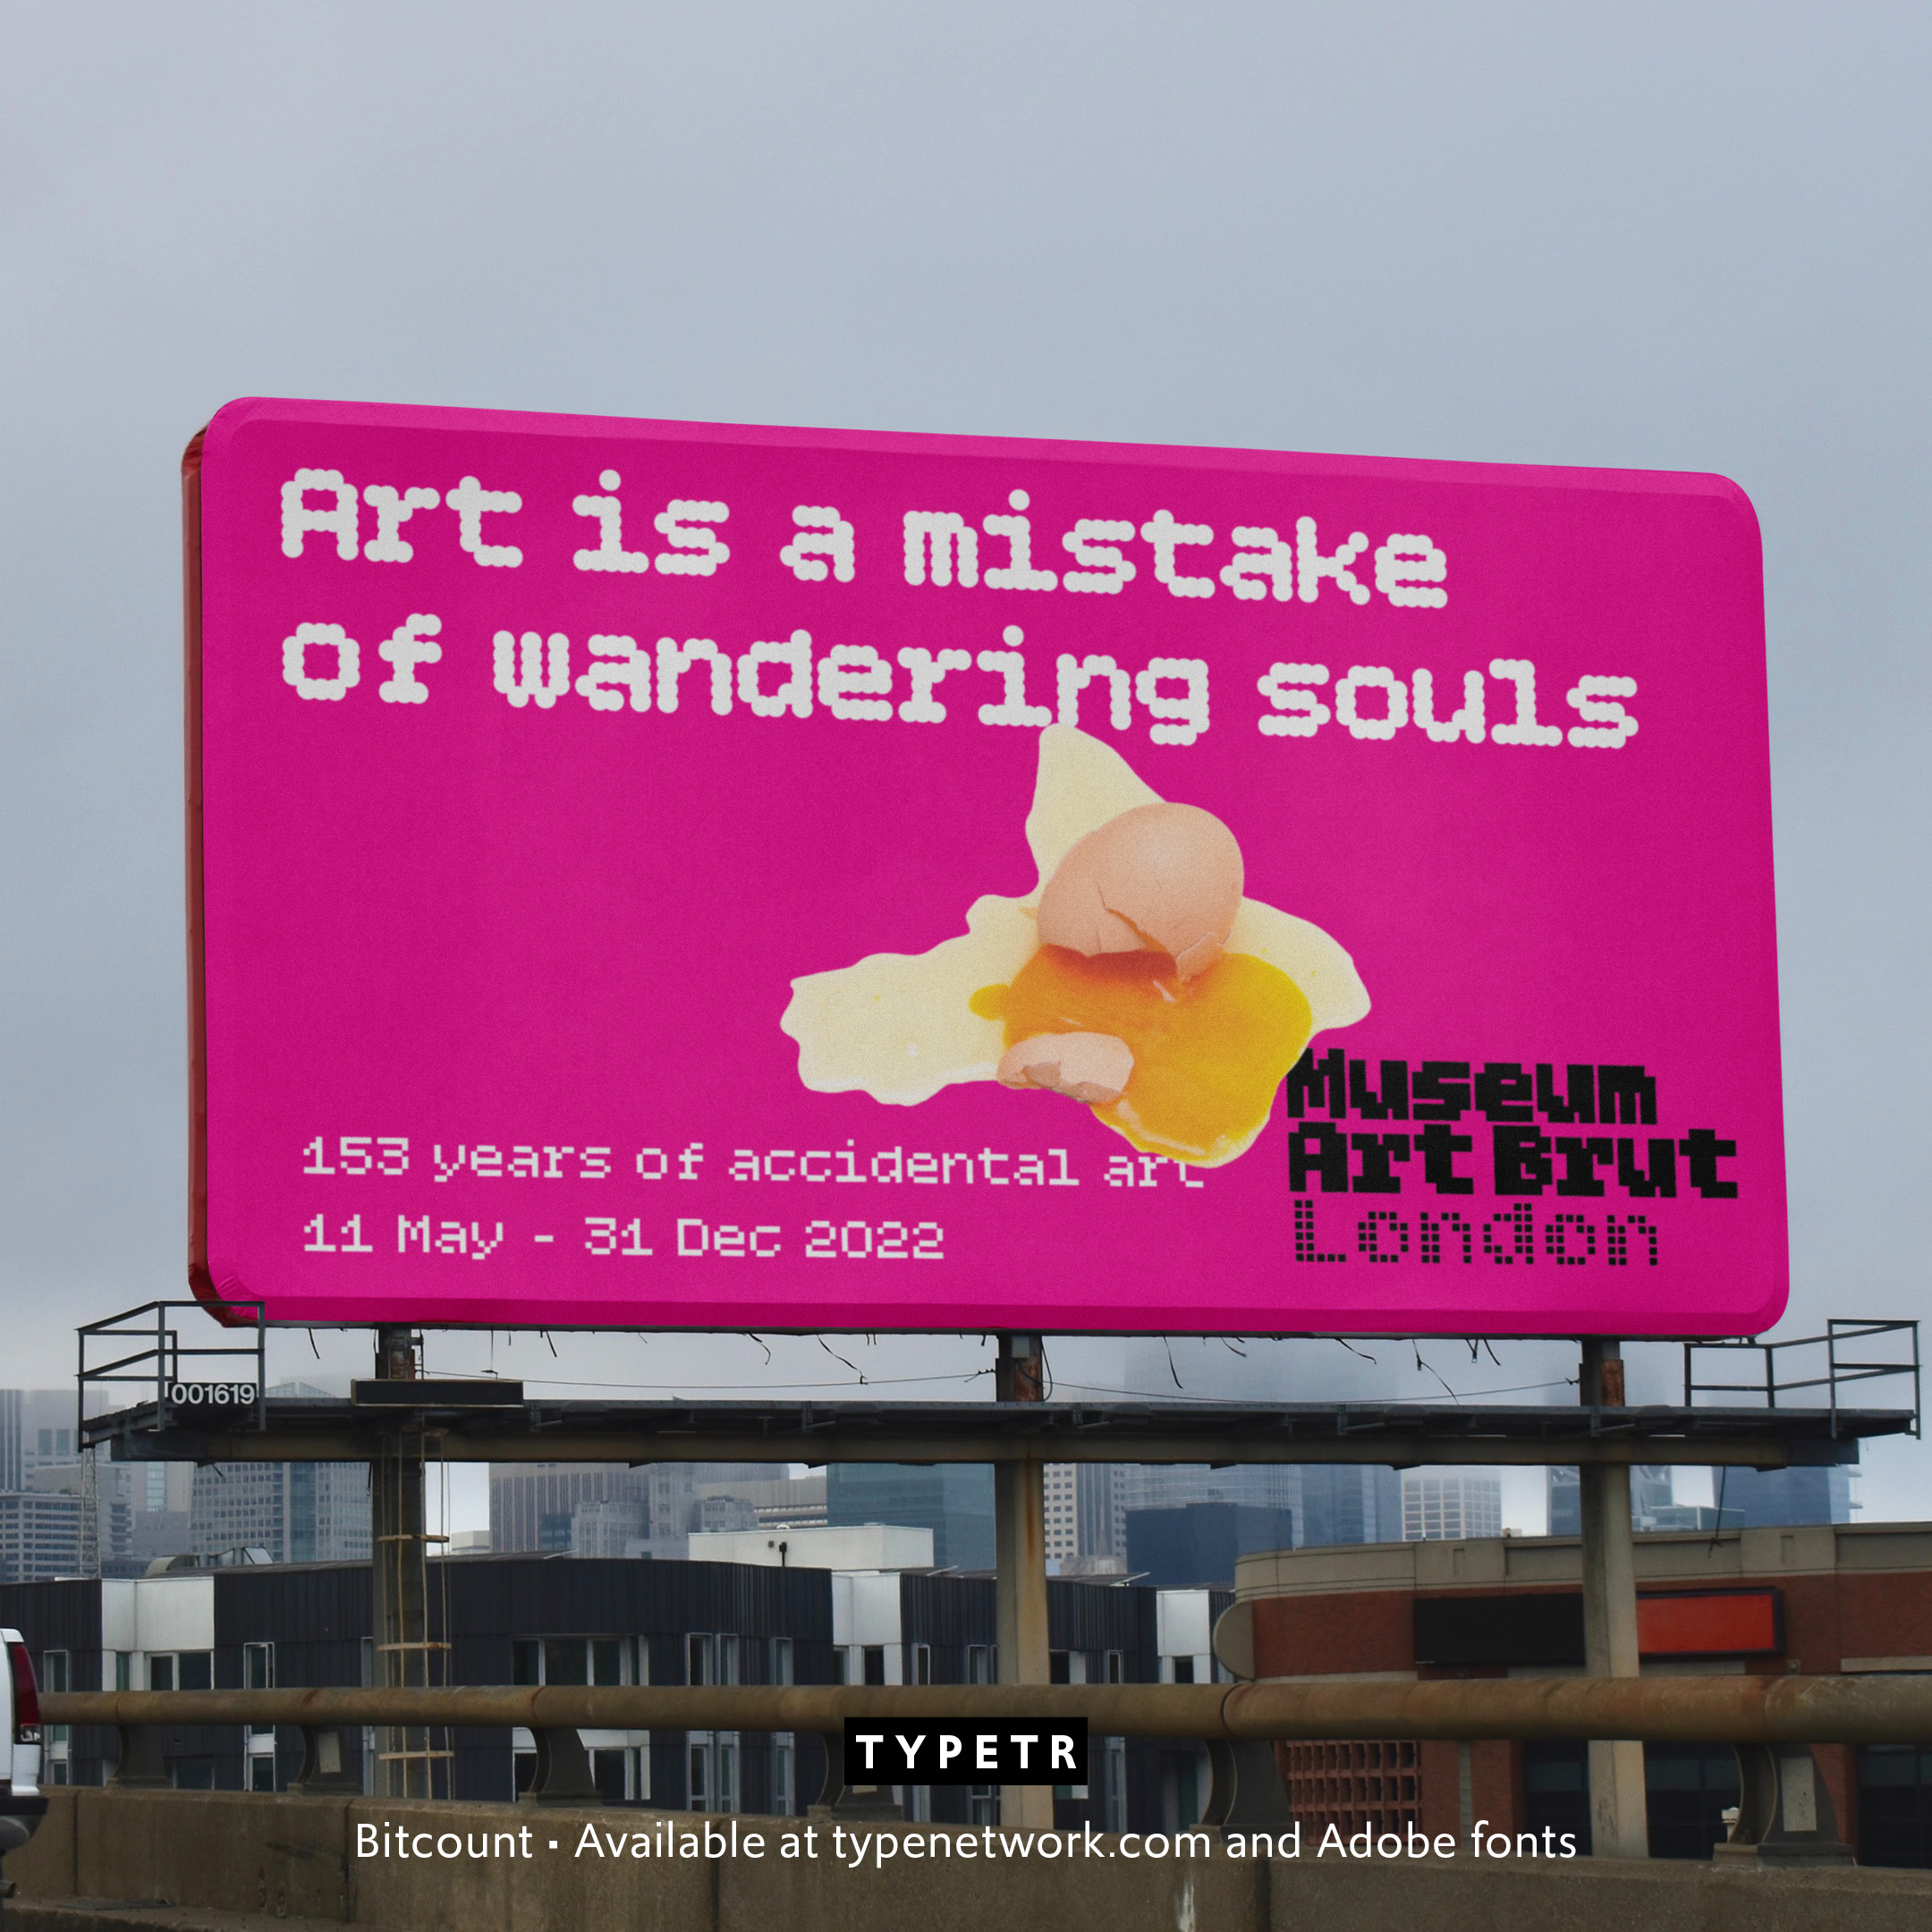 Art is a mistake
of wandering souls
153 years of accidental art
11 May - 31 Dec 2022
Museum
Art Brut
London
001619
TYPETR
Bitcount • Available at typenetwork.com and Adobe fonts